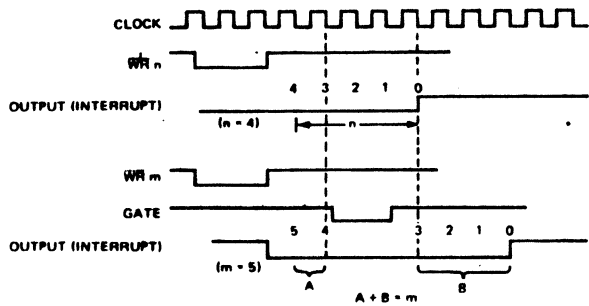 CLOCK
WR n
4 3 2 1 0
OUTPUT (INTERRUPT)
(n = 4)
n
WR m
GATE
5 4 3 2 1 0
OUTPUT (INTERRUPT)
(m = 5)
A B
A + B = m